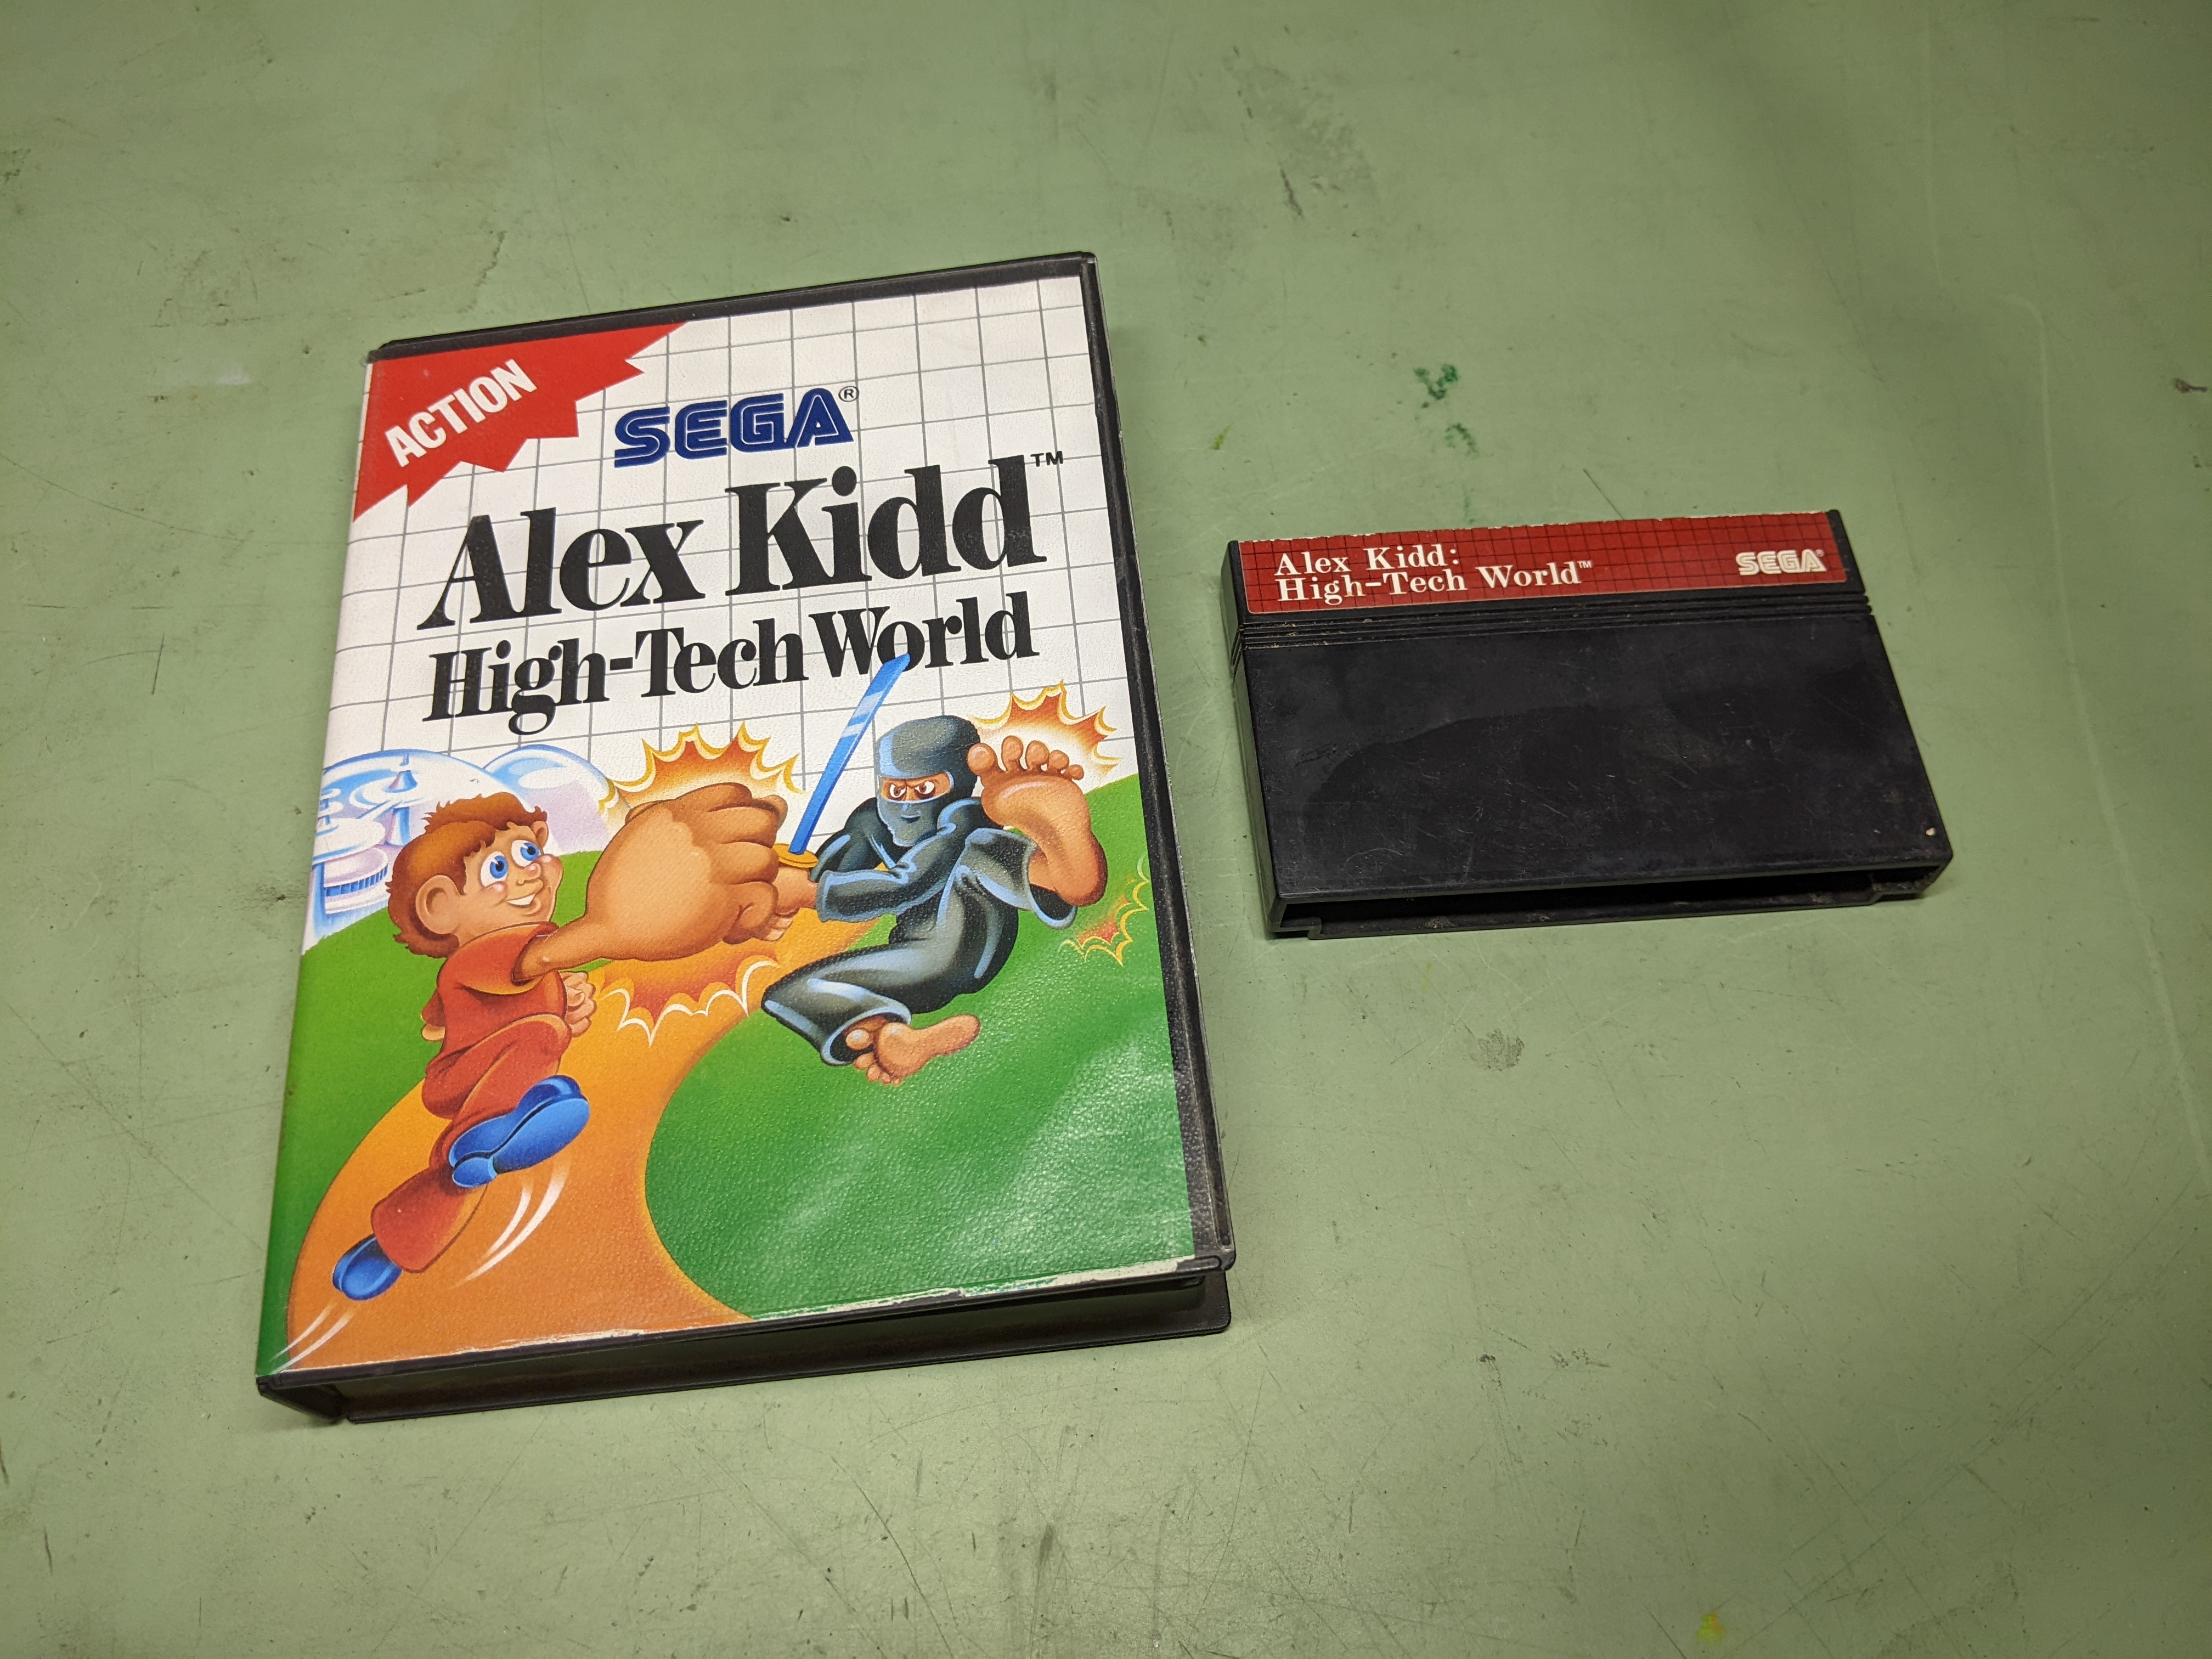 ACTION
SEGA®
Alex Kidd™
High-Tech World
Alex Kidd:
High-Tech World™
SEGA®